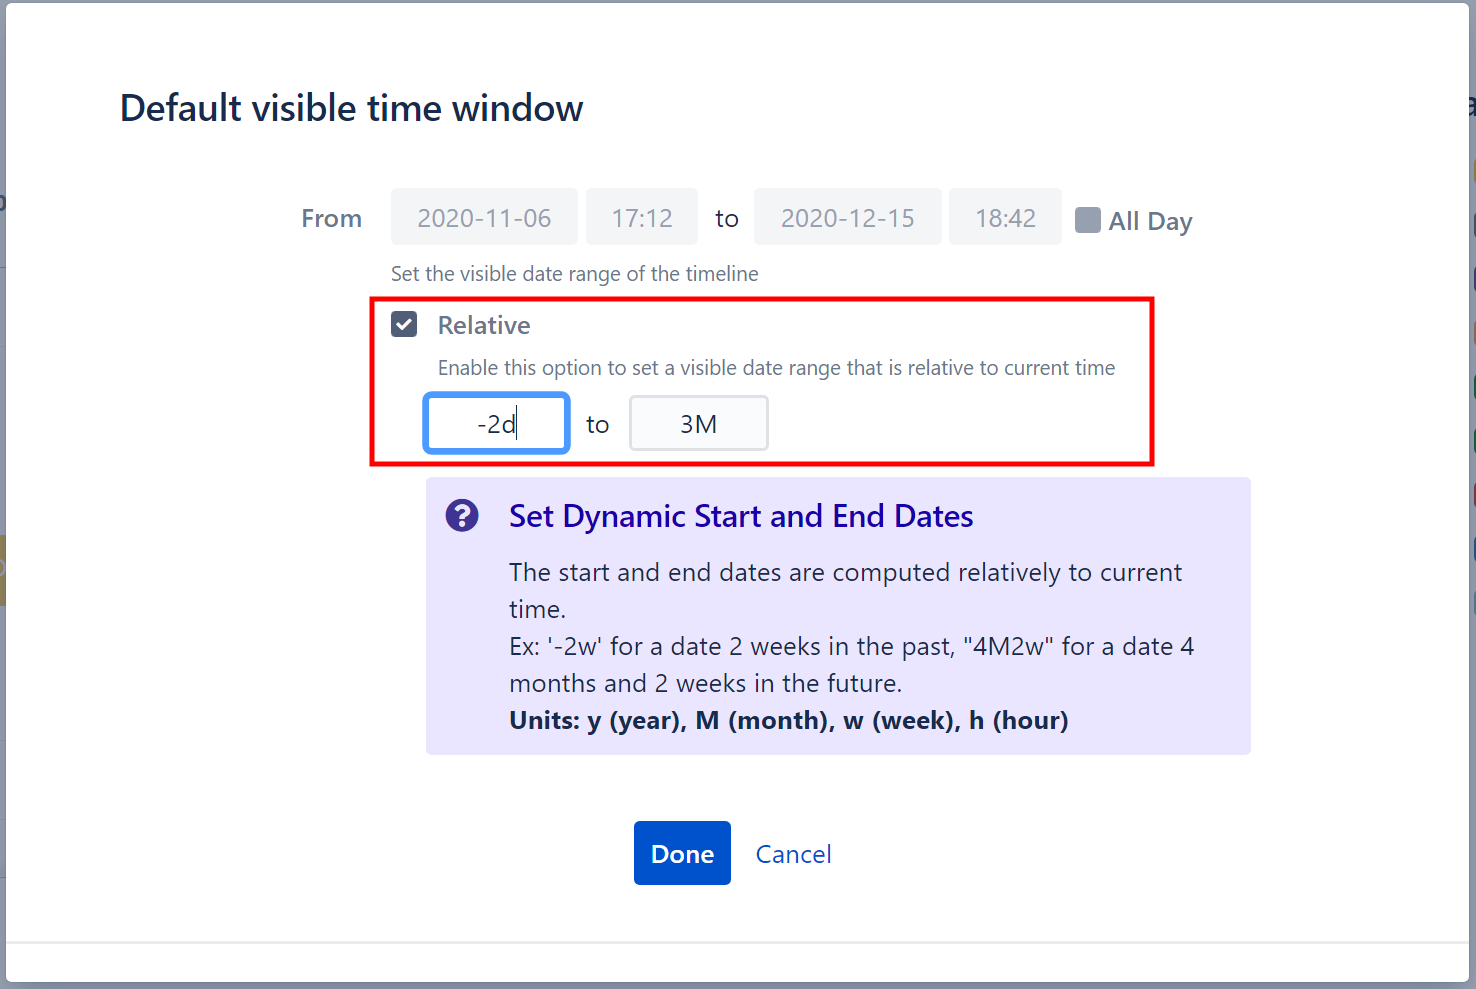 Default visible time window
From 2020-11-06 17:12 to 2020-12-15 18:42 All Day
Set the visible date range of the timeline
Relative
Enable this option to set a visible date range that is relative to current time
-2d to 3M
Set Dynamic Start and End Dates
The start and end dates are computed relatively to current
time.
Ex: '-2w' for a date 2 weeks in the past, "4M2w" for a date 4
months and 2 weeks in the future.
Units: y (year), M (month), w (week), h (hour)
Done Cancel